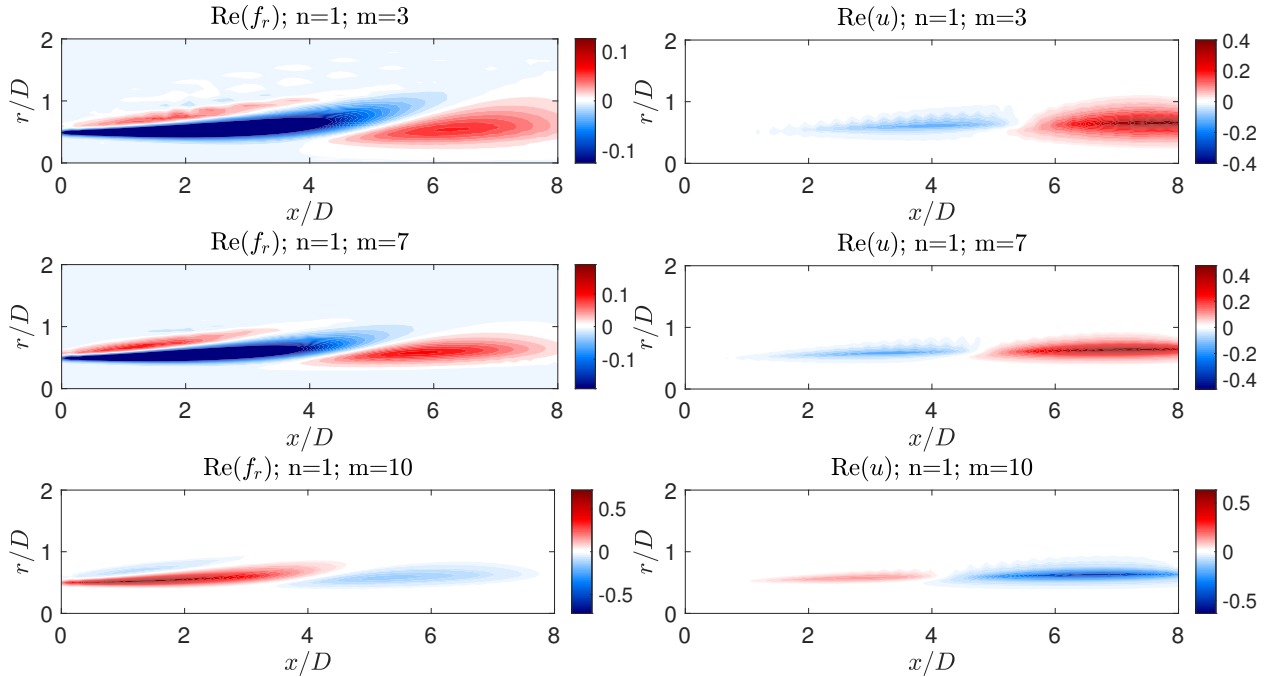 Re(f_r); n=1; m=3
2
1
0
r/D
0 2 4 6 8
x/D
0.1
0
-0.1
Re(u); n=1; m=3
2
1
0
r/D
0 2 4 6 8
x/D
0.4
0.2
0
-0.2
-0.4
Re(f_r); n=1; m=7
2
1
0
r/D
0 2 4 6 8
x/D
0.1
0
-0.1
Re(u); n=1; m=7
2
1
0
r/D
0 2 4 6 8
x/D
0.4
0.2
0
-0.2
-0.4
Re(f_r); n=1; m=10
2
1
0
r/D
0 2 4 6 8
x/D
0.5
0
-0.5
Re(u); n=1; m=10
2
1
0
r/D
0 2 4 6 8
x/D
0.5
0
-0.5